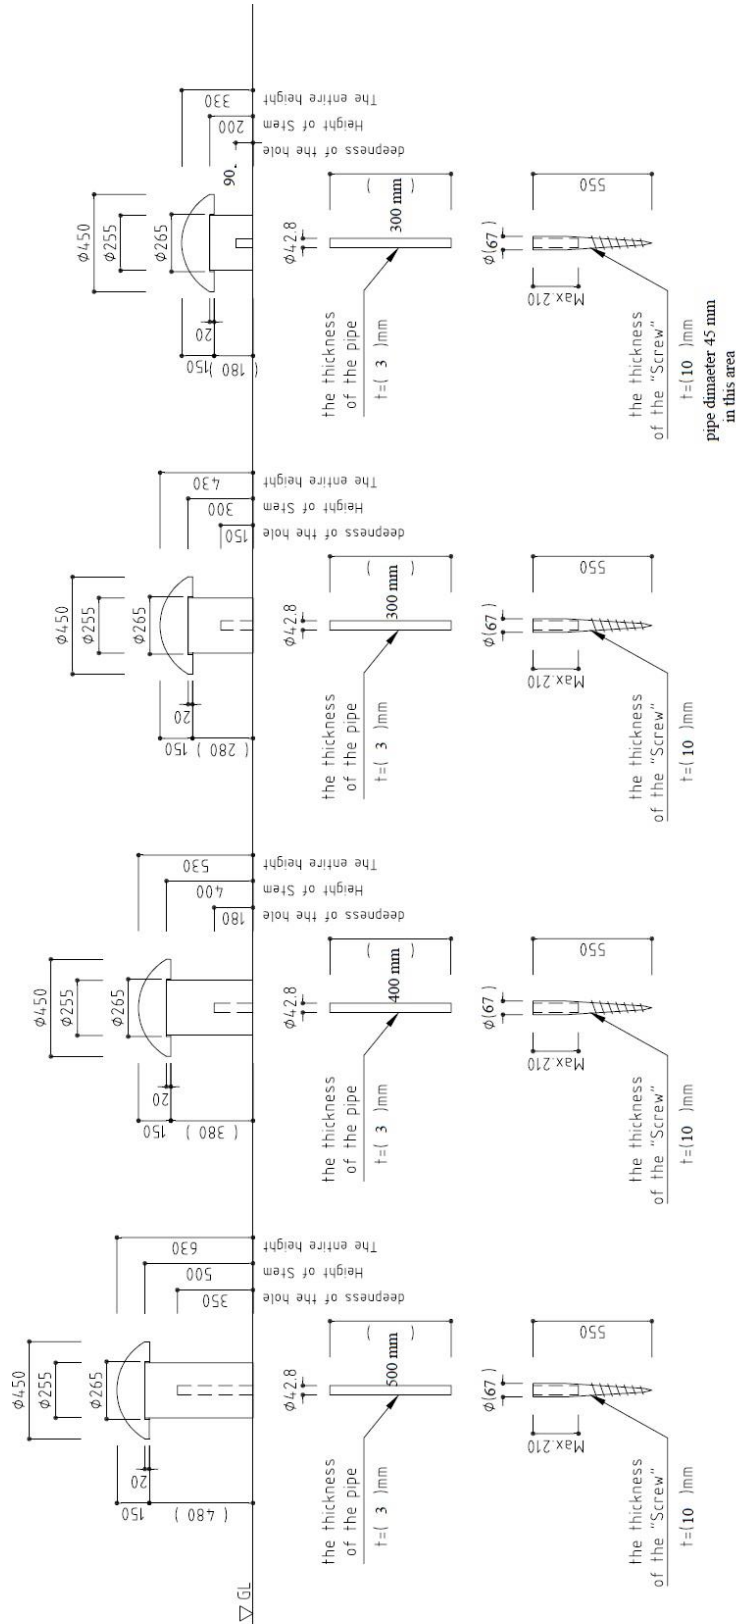 φ450
φ255
φ265
20
150
( 180 )
90.
330
The entire height
200
Height of Stem
deepness of the hole
φ42.8
( 300 mm )
the thickness
of the pipe
t=( 3 )mm
φ(67
550
Max.210
the thickness
of the "Screw"
t=(10 )mm
pipe dimaeter 45 mm
in this area
φ450
φ255
φ265
20
150
( 280 )
430
The entire height
300
Height of Stem
150
deepness of the hole
φ42.8
( 300 mm )
the thickness
of the pipe
t=( 3 )mm
φ(67 )
550
Max.210
the thickness
of the "Screw"
t=(10 )mm
φ450
φ255
φ265
20
150
( 380 )
530
The entire height
400
Height of Stem
180
deepness of the hole
φ42.8
( 400 mm )
the thickness
of the pipe
t=( 3 )mm
φ(67 )
550
Max.210
the thickness
of the "Screw"
t=(10 )mm
φ450
φ255
φ265
20
150
( 480 )
630
The entire height
500
Height of Stem
350
deepness of the hole
GL
φ42.8
( 500 mm )
the thickness
of the pipe
t=( 3 )mm
φ(67 )
550
Max.210
the thickness
of the "Screw"
t=(10 )mm